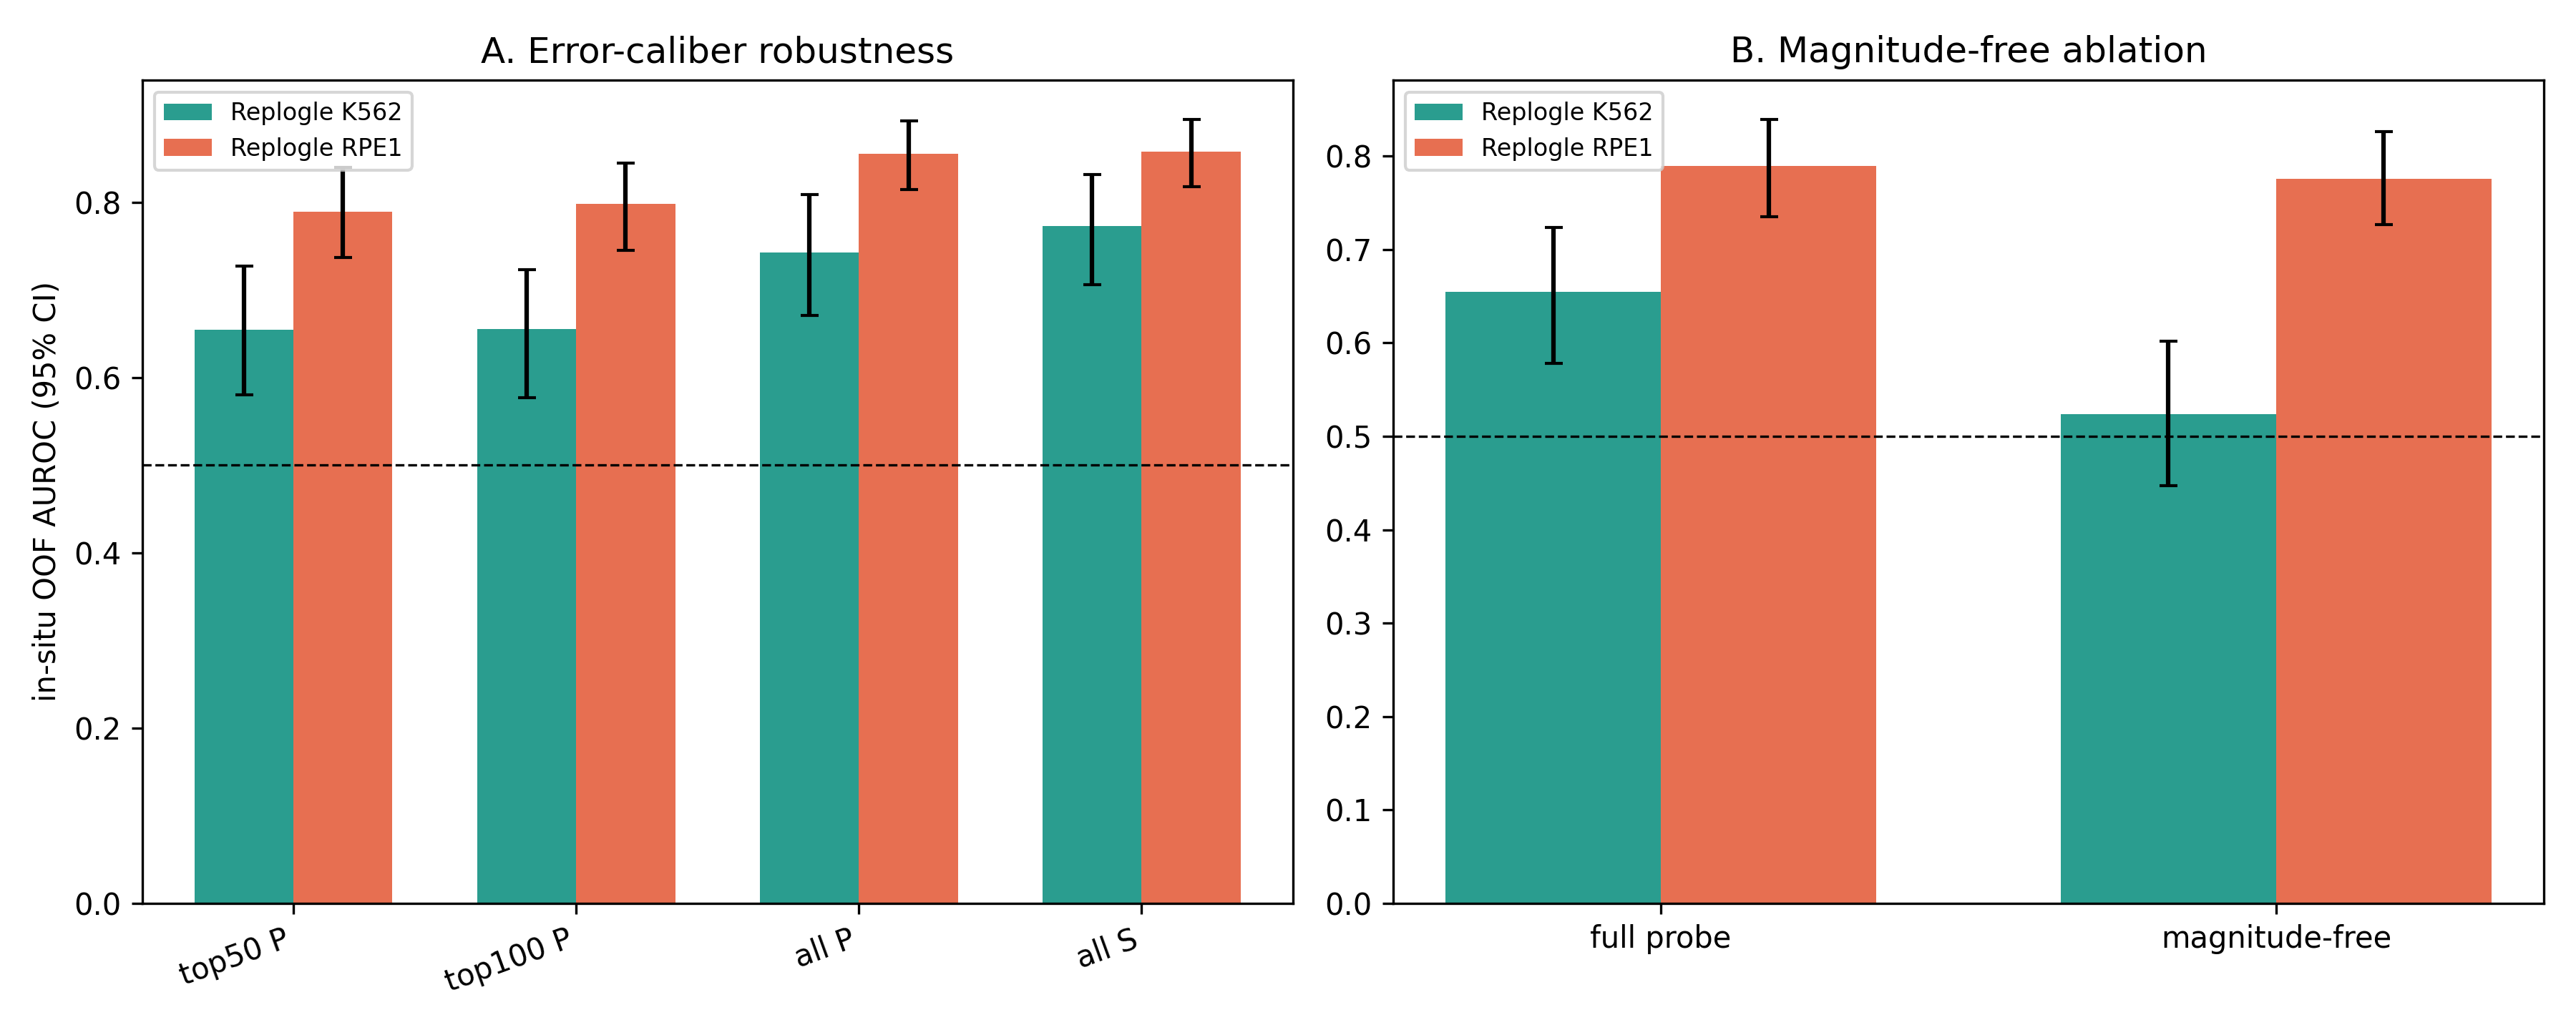 A. Error-caliber robustness
Replogle K562
Replogle RPE1
in-situ OOF AUROC (95% CI)
0.8
0.6
0.4
0.2
0.0
top50 P
top100 P
all P
all S
B. Magnitude-free ablation
Replogle K562
Replogle RPE1
0.8
0.7
0.6
0.5
0.4
0.3
0.2
0.1
0.0
full probe
magnitude-free